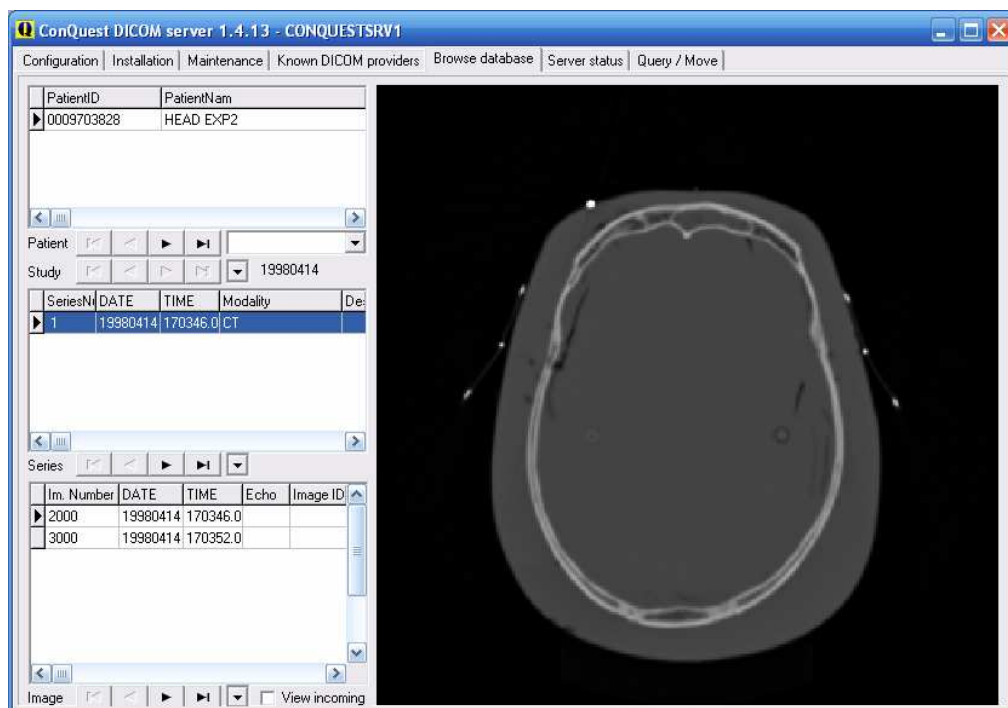 ConQuest DICOM server 1.4.13 - CONQUESTSRV1
Configuration Installation Maintenance Known DICOM providers Browse database Server status Query / Move
PatientID PatientNam
0009703828 HEAD EXP2
Patient
Study 19980414
SeriesNu DATE TIME Modality De
1 19980414 170346.0 CT
Series
Im. Number DATE TIME Echo Image ID
2000 19980414 170346.0
3000 19980414 170352.0
Image View incoming